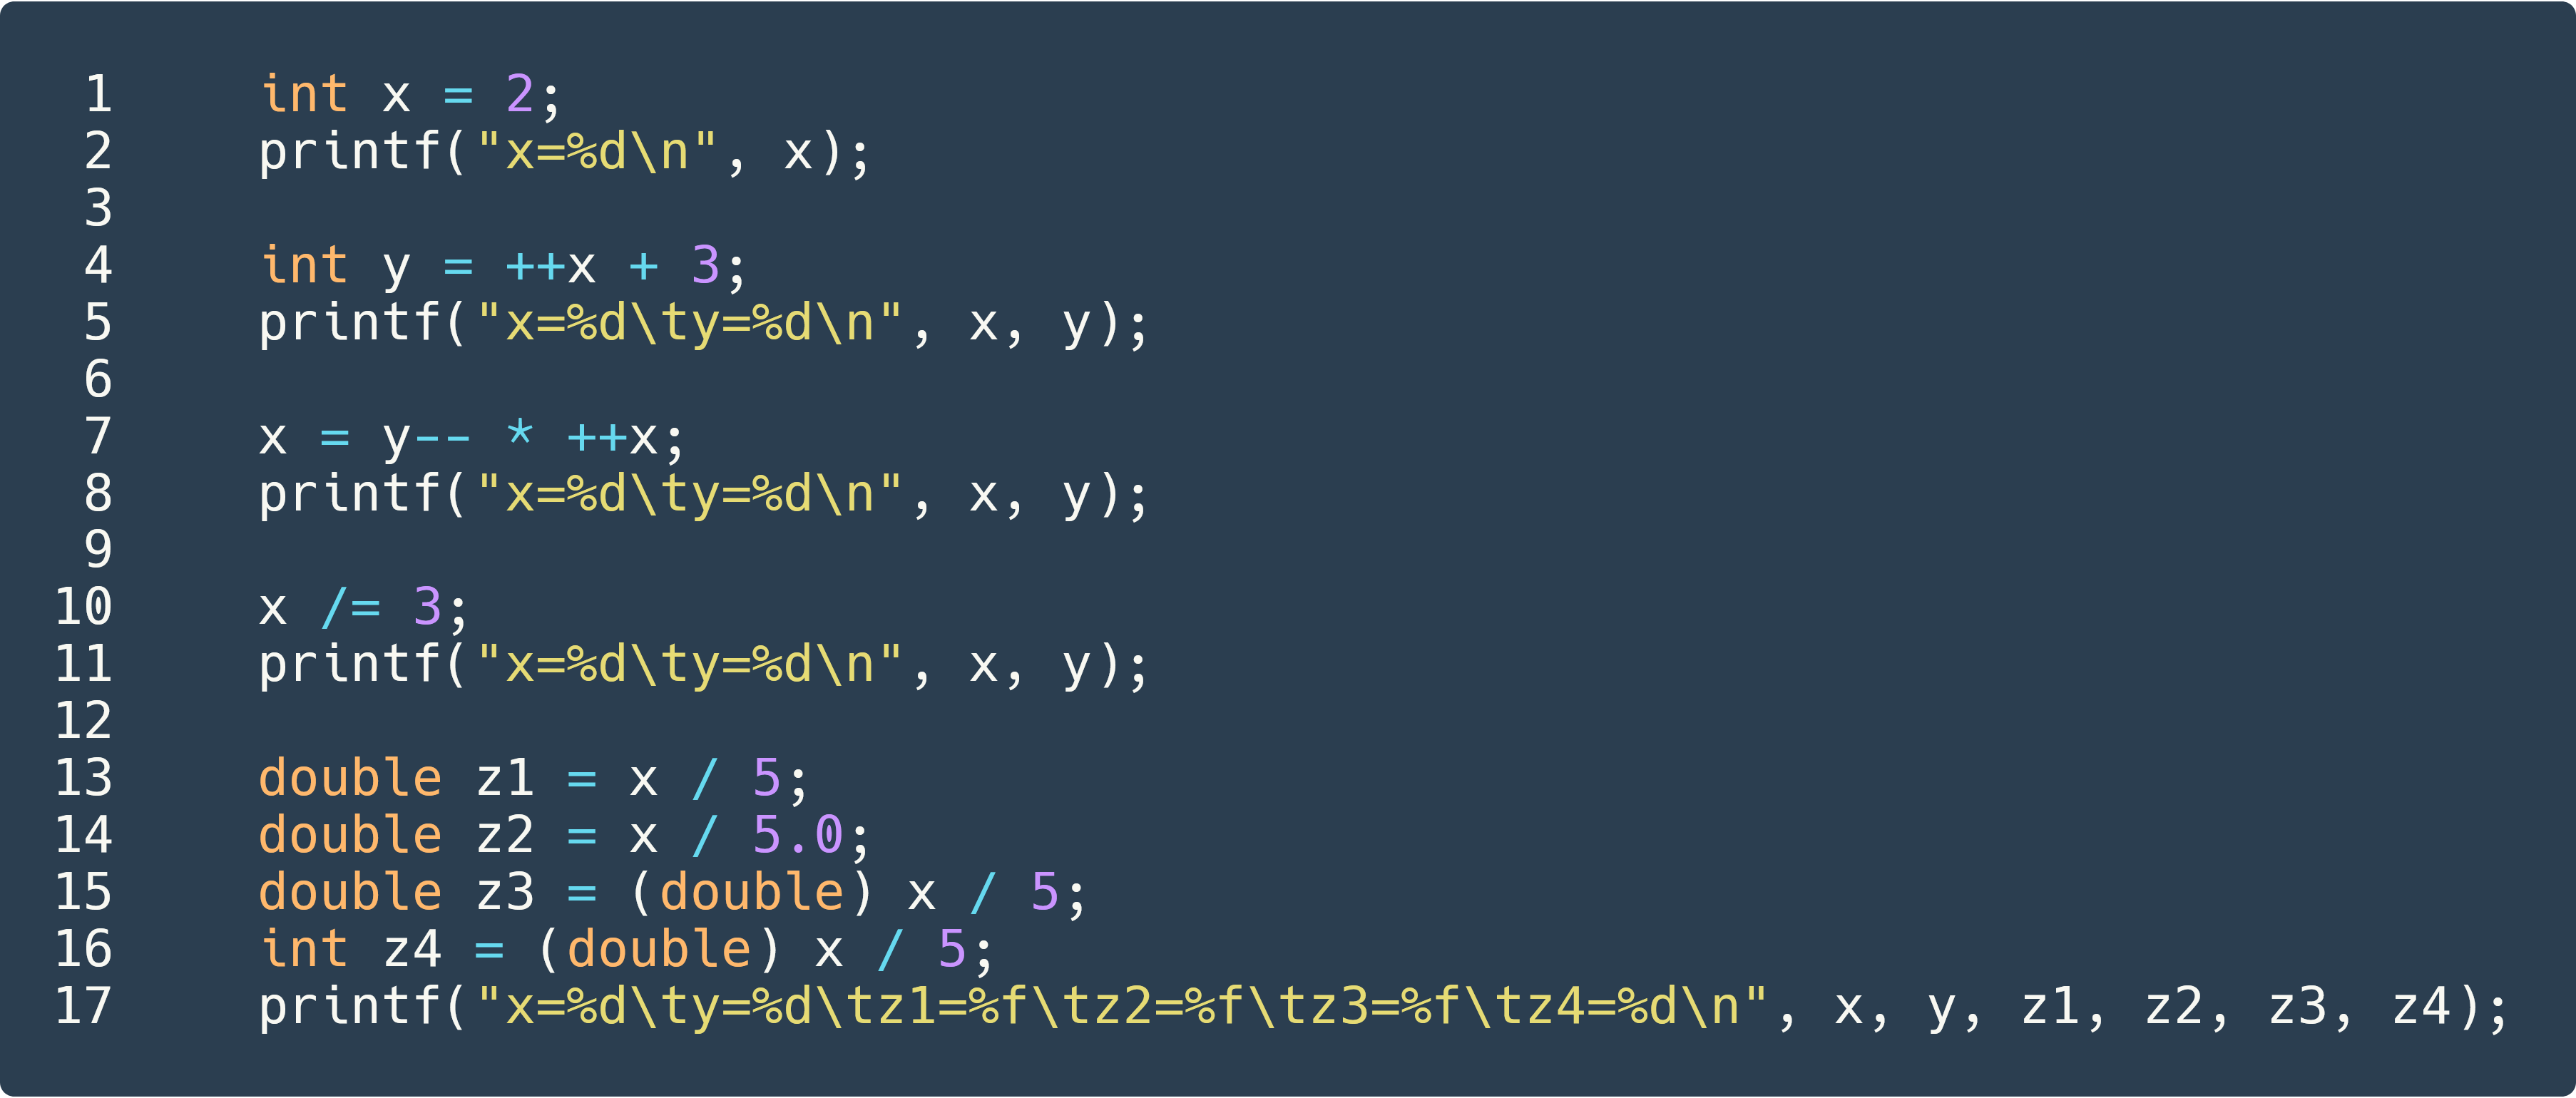 1 int x = 2;
2 printf("x=%d\n", x);
3
4 int y = ++x + 3;
5 printf("x=%d\ty=%d\n", x, y);
6
7 x = y-- * ++x;
8 printf("x=%d\ty=%d\n", x, y);
9
10 x /= 3;
11 printf("x=%d\ty=%d\n", x, y);
12
13 double z1 = x / 5;
14 double z2 = x / 5.0;
15 double z3 = (double) x / 5;
16 int z4 = (double) x / 5;
17 printf("x=%d\ty=%d\tz1=%f\tz2=%f\tz3=%f\tz4=%d\n", x, y, z1, z2, z3, z4);